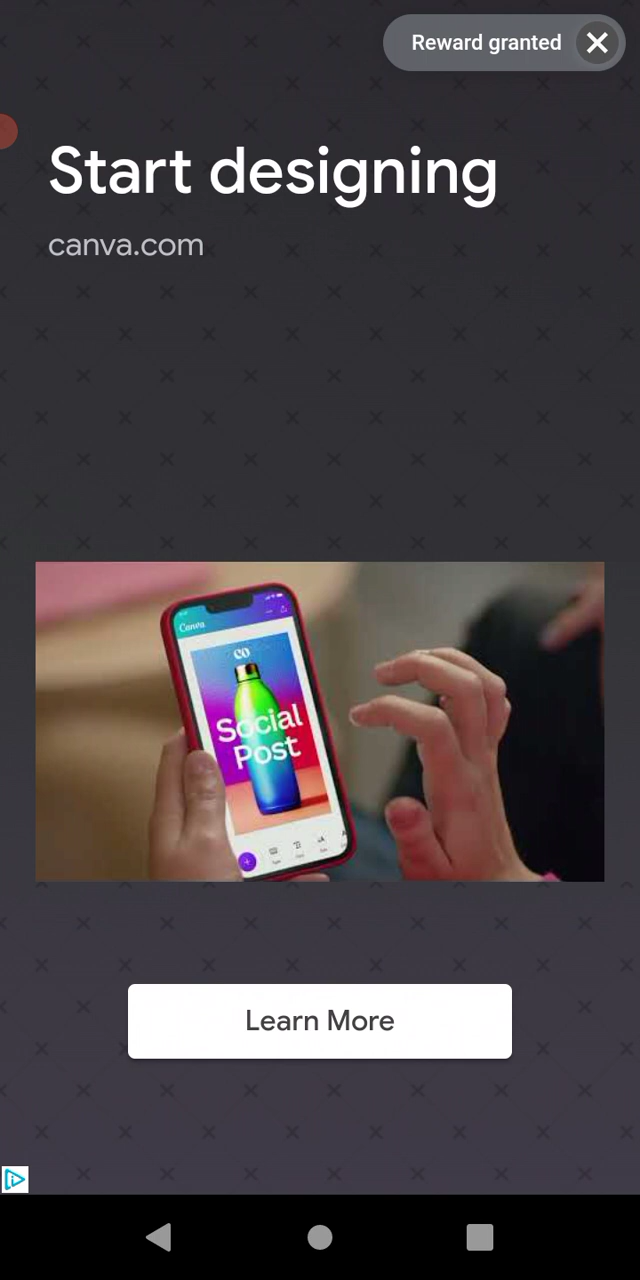 Reward granted
Start designing
canva.com
Canva
Social
Post
Learn More